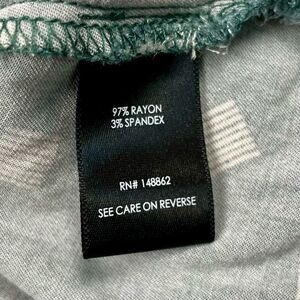 97% RAYON
3% SPANDEX
RN# 148862
SEE CARE ON REVERSE